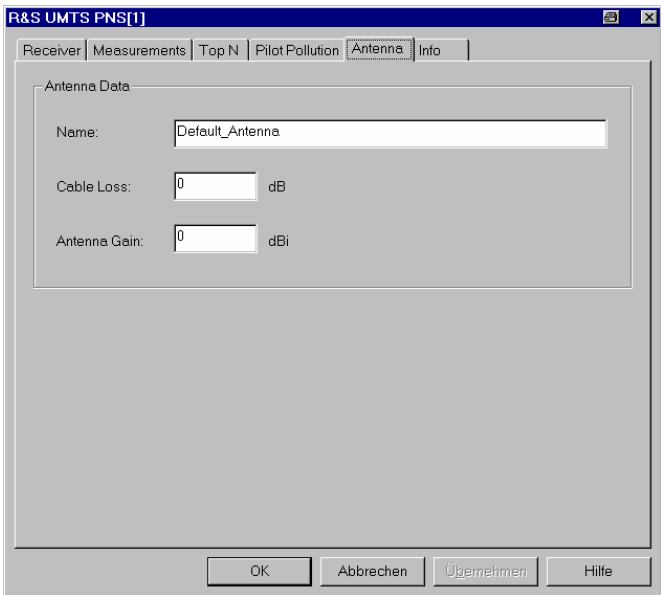 R&S UMTS PNS[1]
Receiver Measurements Top N Pilot Pollution Antenna Info
Antenna Data
Name: Default_Antenna
Cable Loss: 0 dB
Antenna Gain: 0 dBi
OK Abbrechen Übernehmen Hilfe